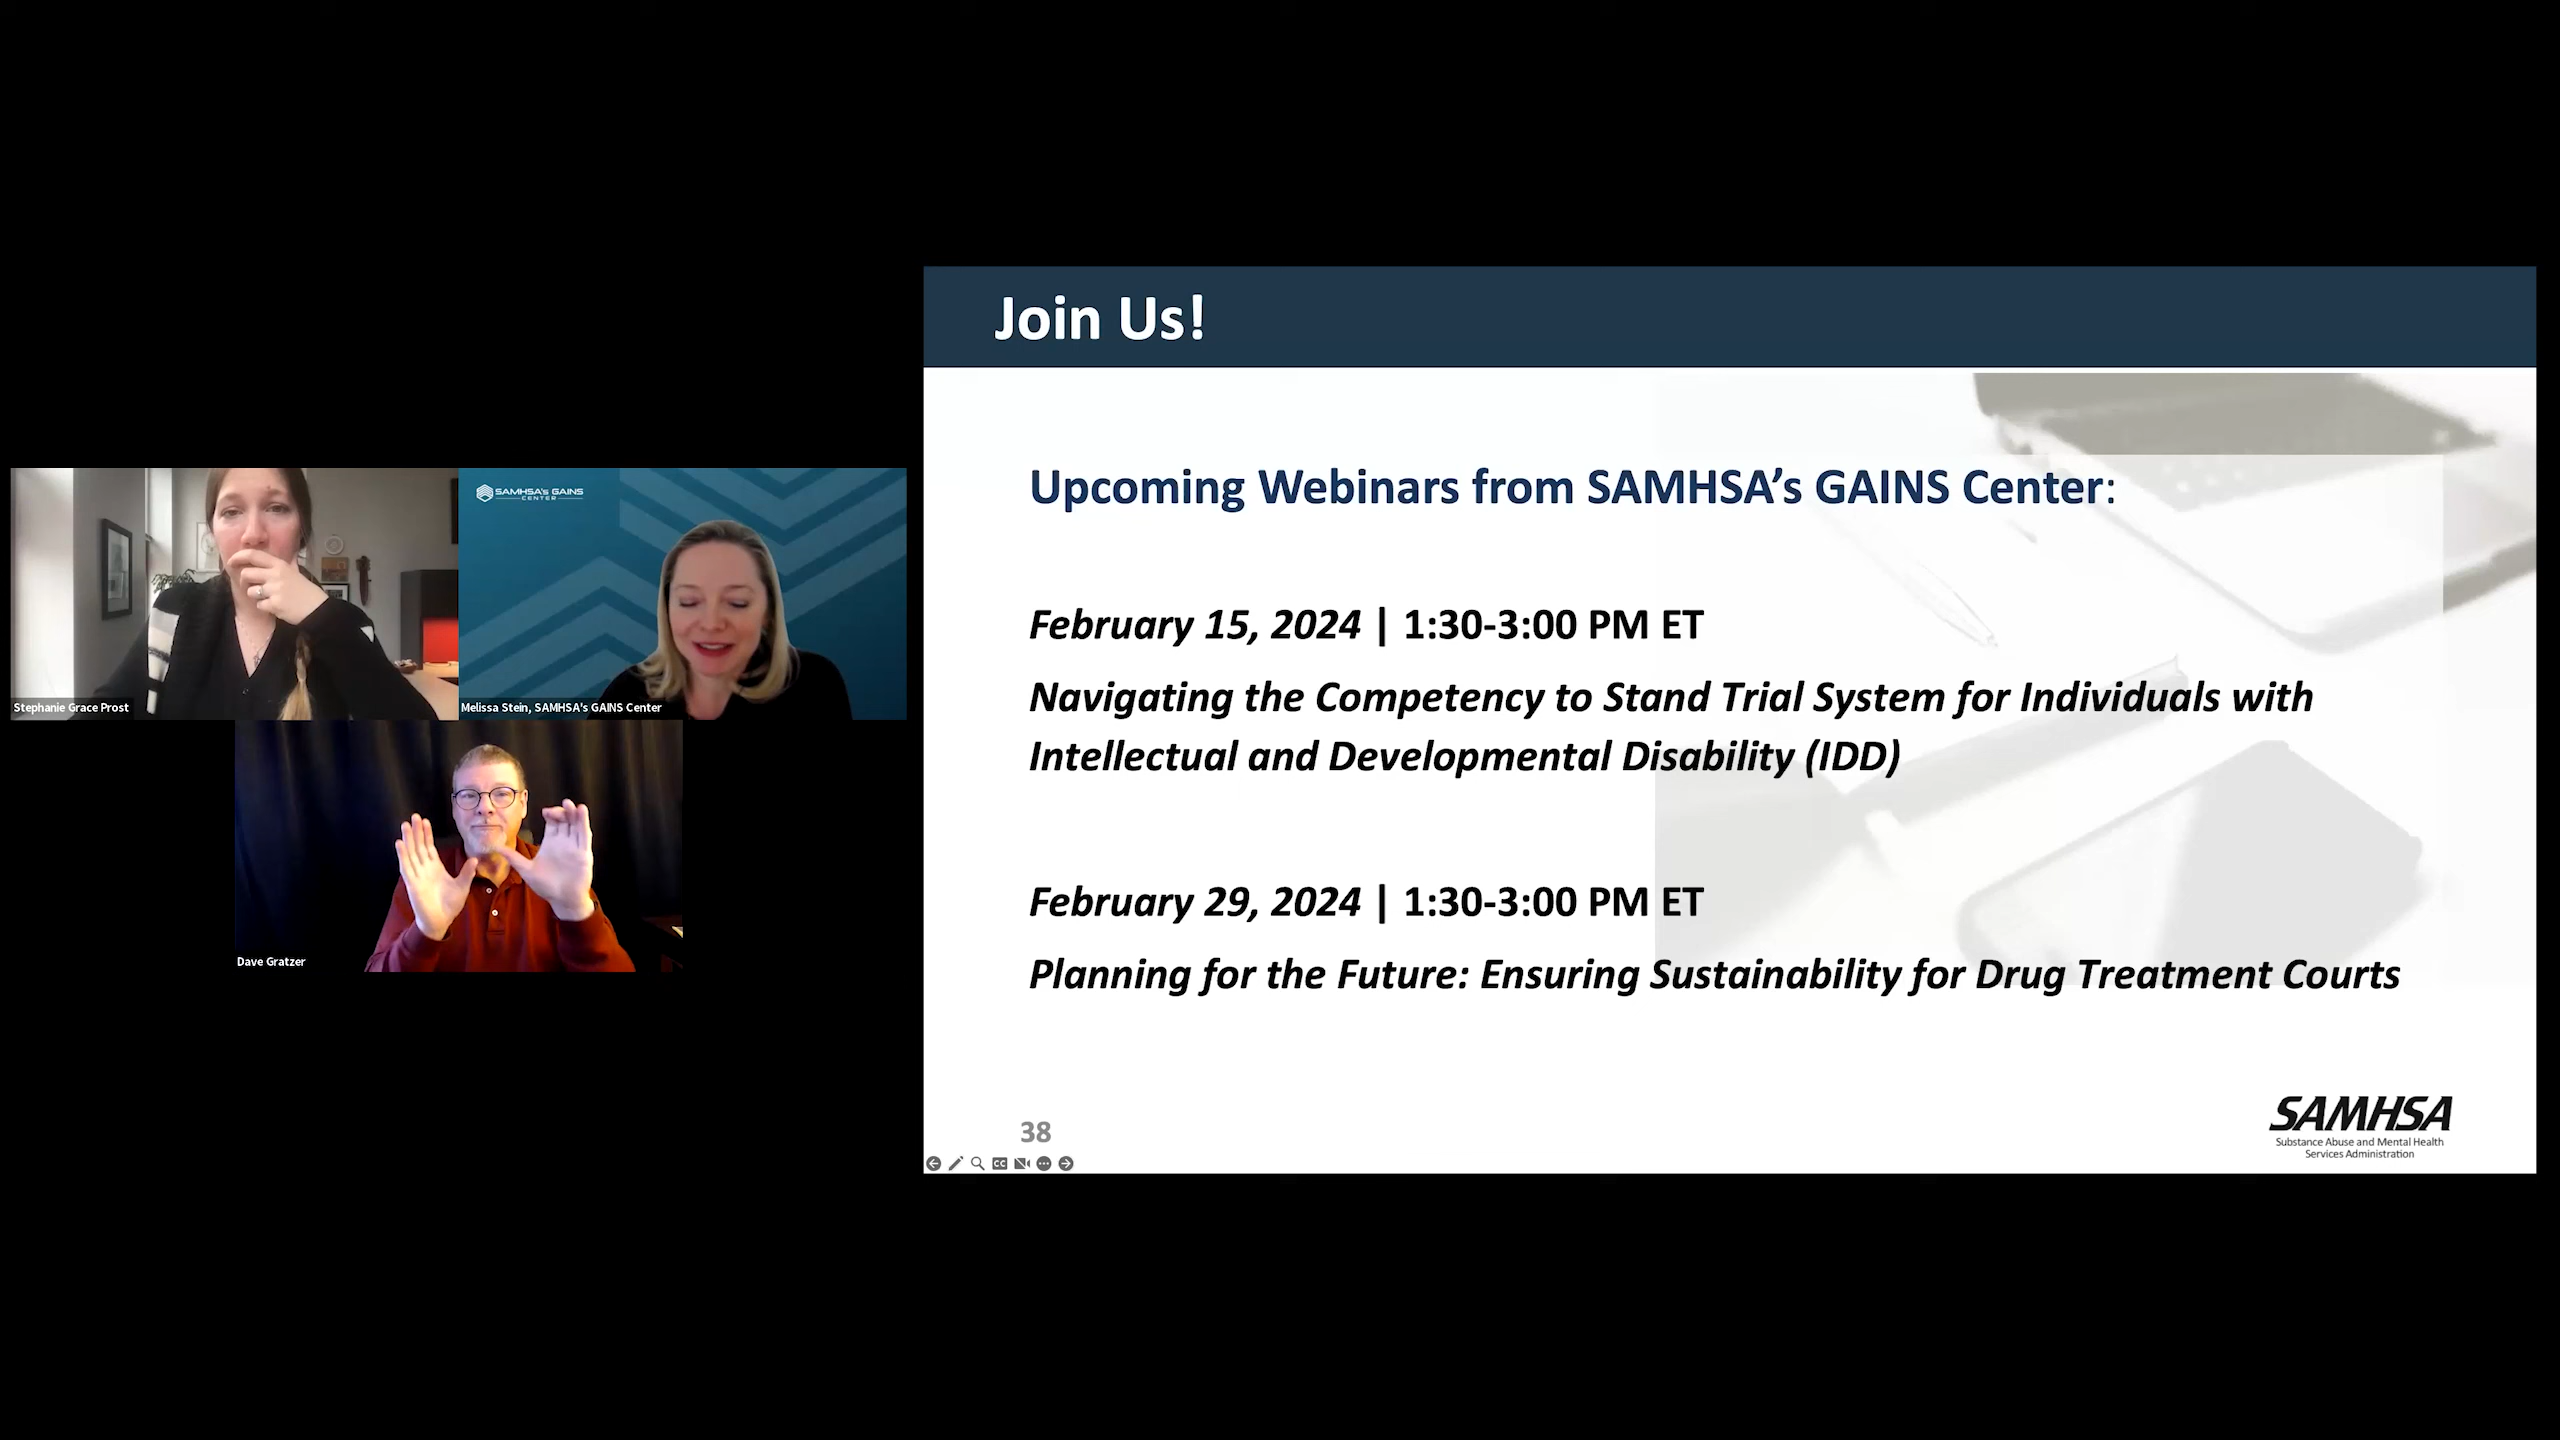 Join Us!
Upcoming Webinars from SAMHSA's GAINS Center:
February 15, 2024 | 1:30-3:00 PM ET
Navigating the Competency to Stand Trial System for Individuals with
Intellectual and Developmental Disability (IDD)
February 29, 2024 | 1:30-3:00 PM ET
Planning for the Future: Ensuring Sustainability for Drug Treatment Courts
38
CC
SAMHSA
Substance Abuse and Mental Health
Services Administration
SAMHSA's GAINS
CENTER
Stephanie Grace Prost
Melissa Stein, SAMHSA's GAINS Center
Dave Gratzer